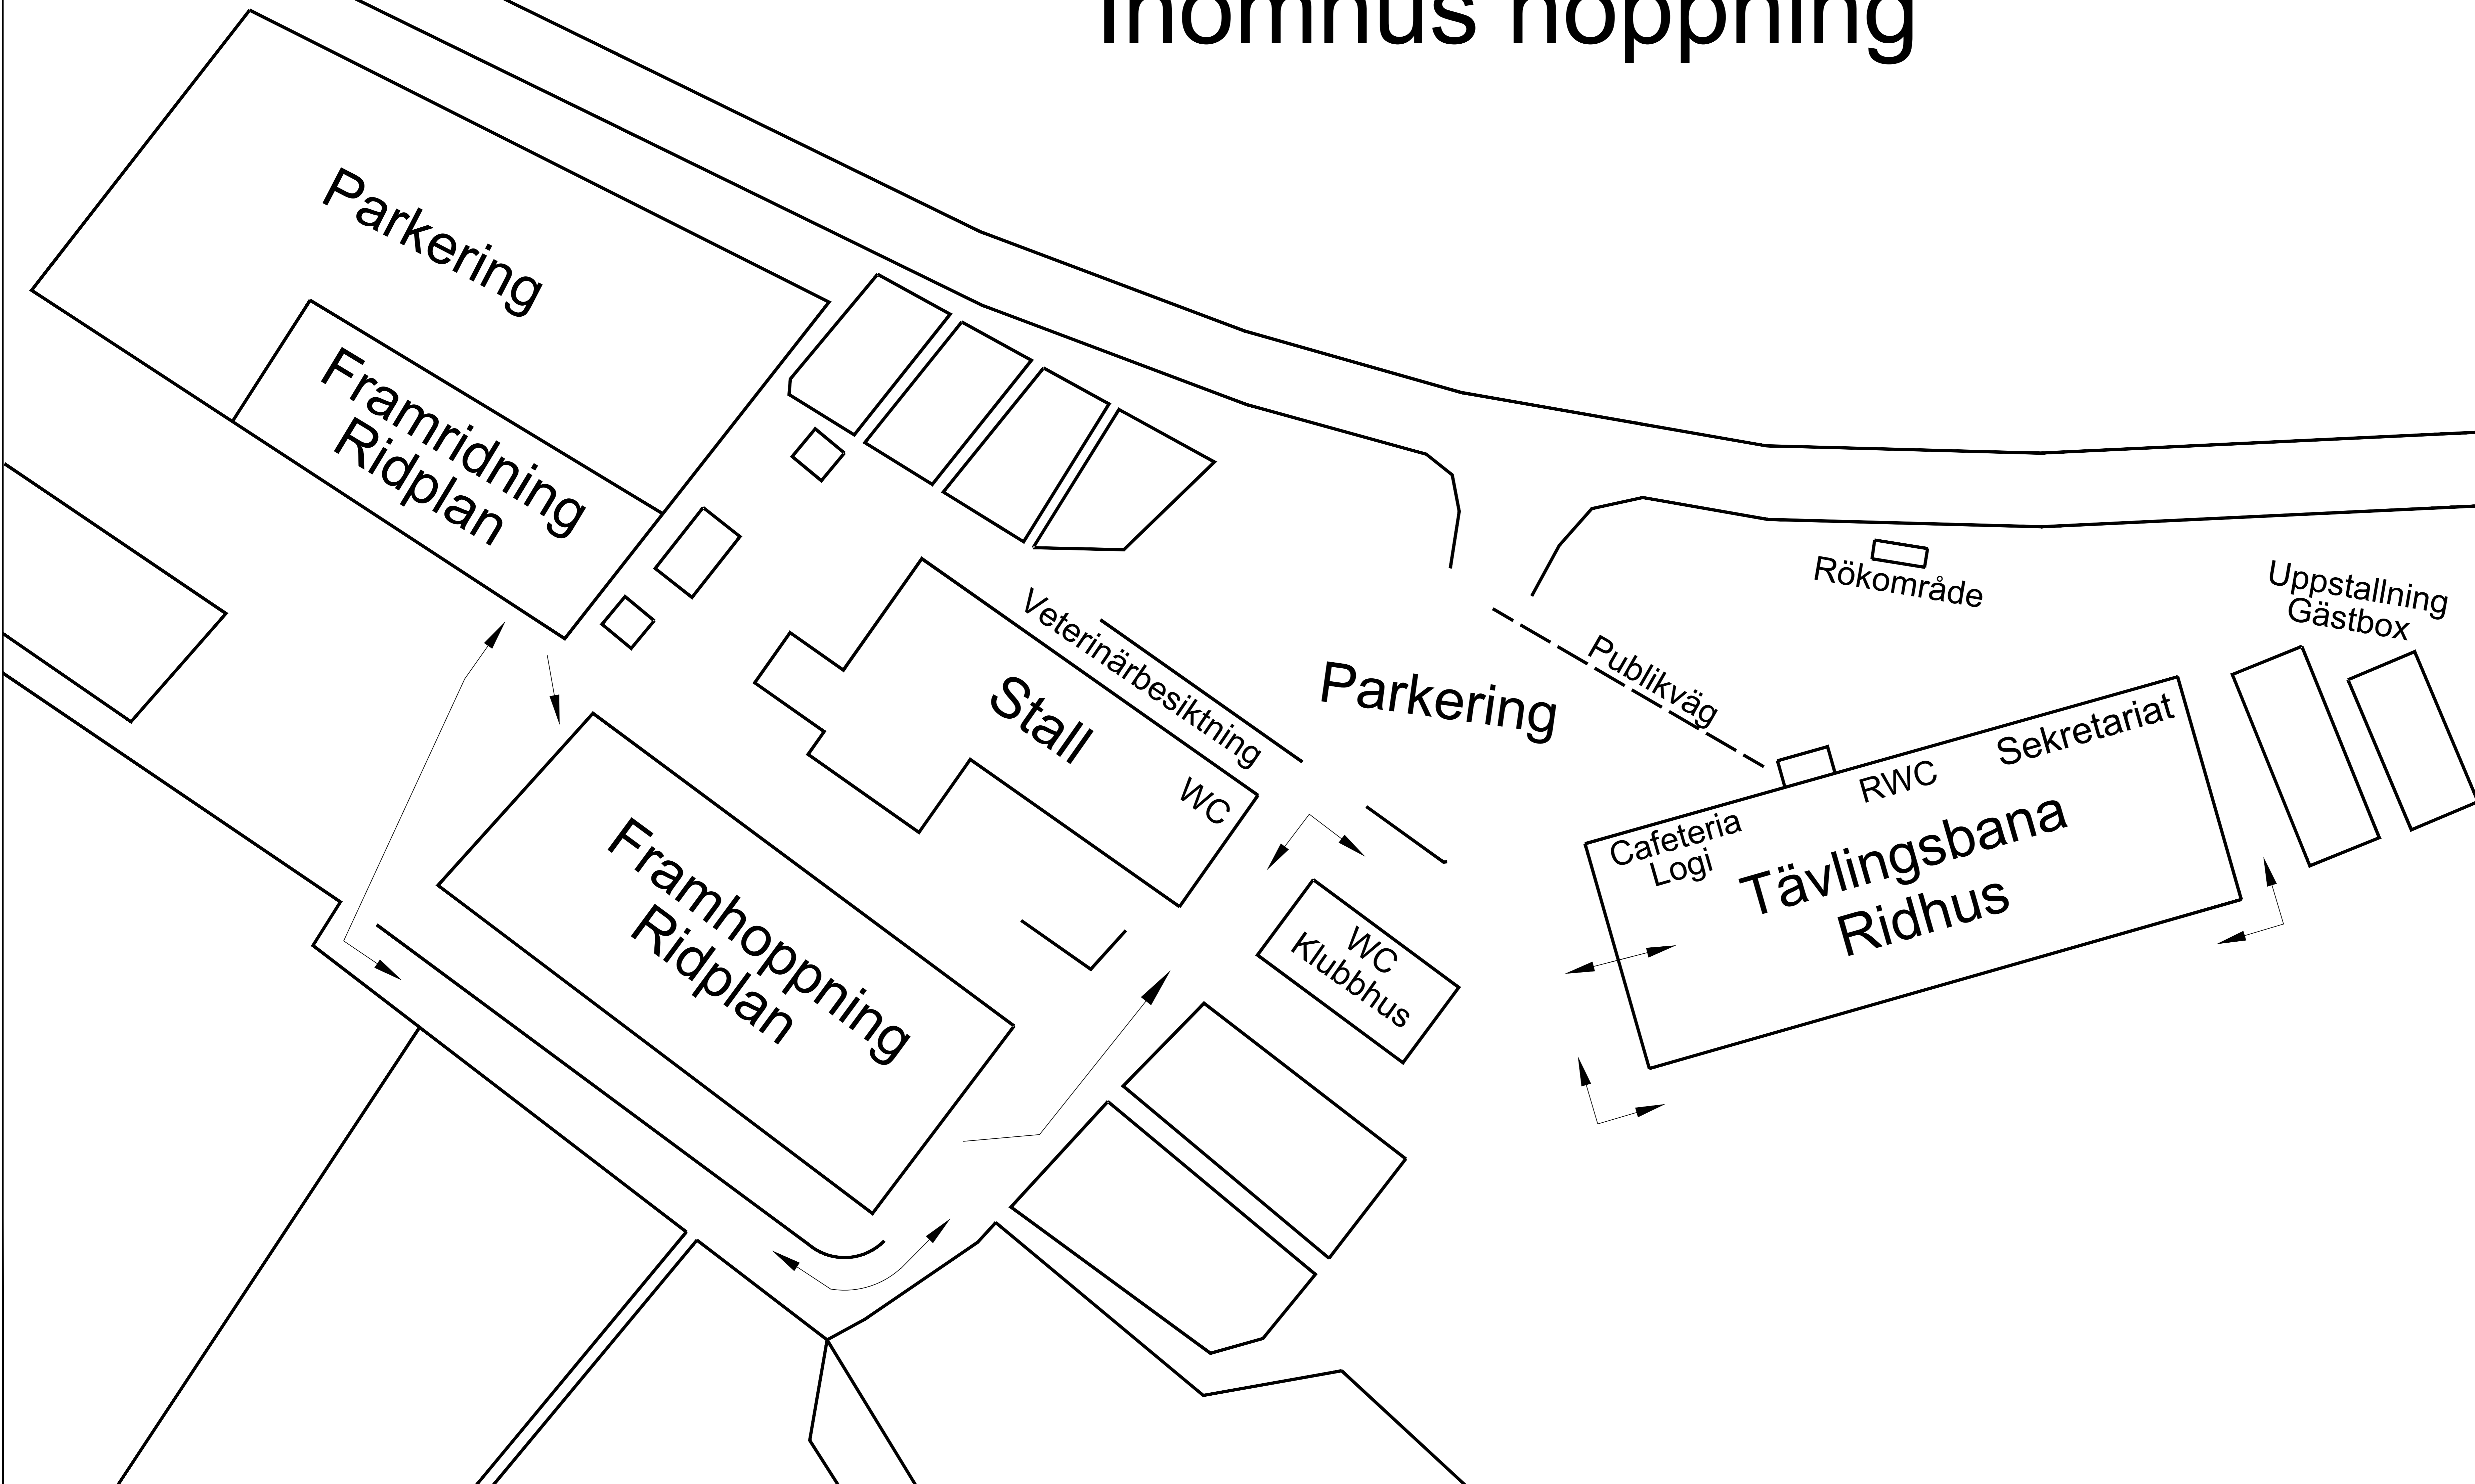 Inomhus hoppning
Parkering
Framridning
Ridplan
Veterinärbesiktning
Stall
WC
Parkering
Publikväg
Rökområde
Uppstallning
Gästbox
Sekretariat
RWC
Cafeteria
Logi
Tävlingsbana
Ridhus
Framhoppning
Ridplan
WC
Klubbhus